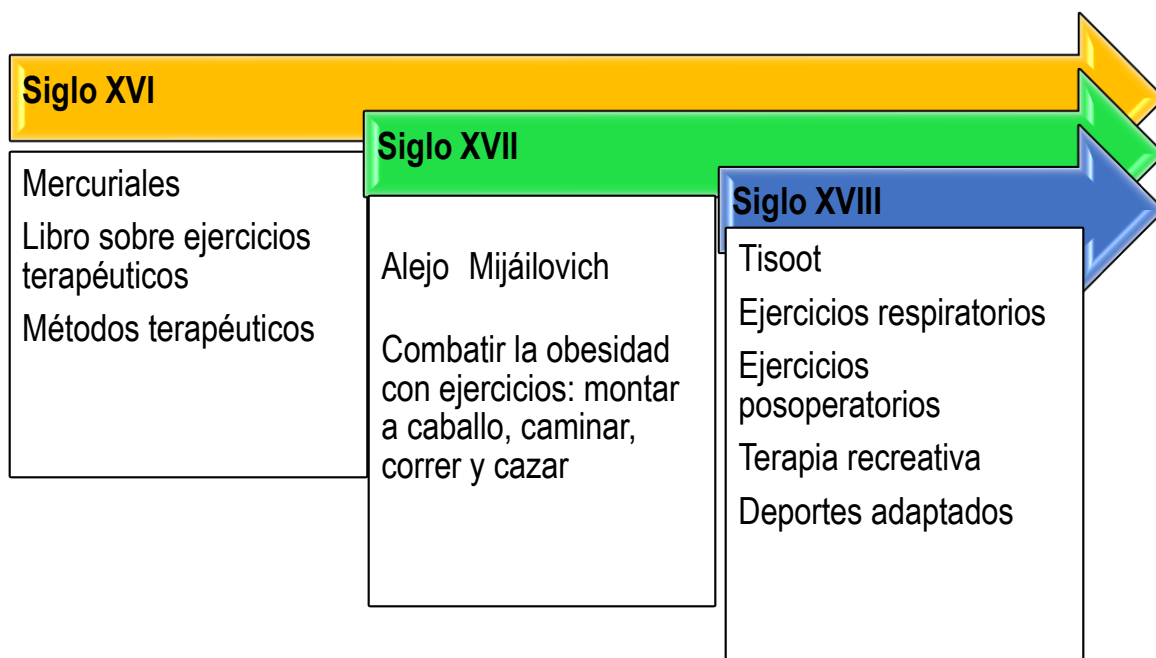 Siglo XVI
Mercuriales
Libro sobre ejercicios
terapéuticos
Métodos terapéuticos
Siglo XVII
Alejo Mijáilovich
Combatir la obesidad
con ejercicios: montar
a caballo, caminar,
correr y cazar
Siglo XVIII
Tisoot
Ejercicios respiratorios
Ejercicios
posoperatorios
Terapia recreativa
Deportes adaptados